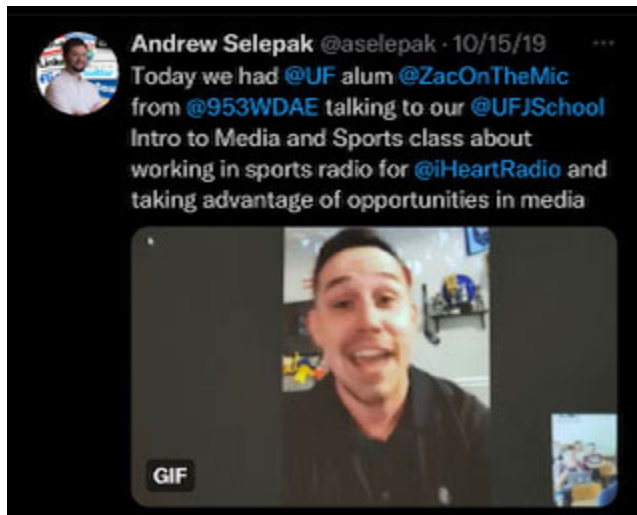 Andrew Selepak @aselepak · 10/15/19 ···
Today we had @UF alum @ZacOnTheMic
from @953WDAE talking to our @UFJSchool
Intro to Media and Sports class about
working in sports radio for @iHeartRadio and
taking advantage of opportunities in media
GIF